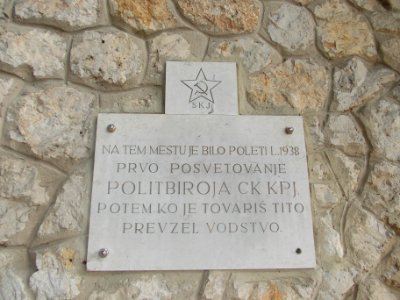 SKJ
NA TEM MESTU JE BILO POLETI L. 1938
PRVO POSVETOVANJE
POLITBIROJA CK KPJ,
POTEM KO JE TOVARIŠ TITO
PREVZEL VODSTVO.